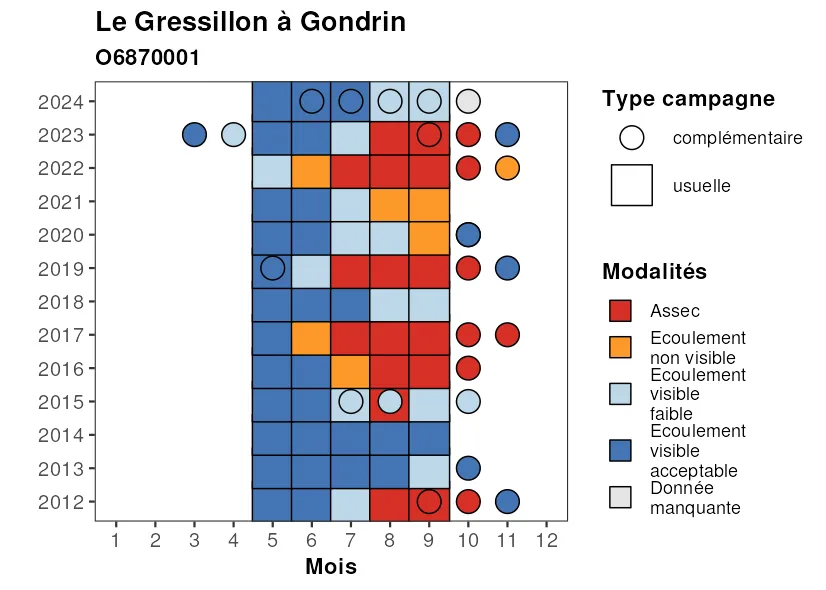 Le Gressillon à Gondrin
O6870001
2024
2023
2022
2021
2020
2019
2018
2017
2016
2015
2014
2013
2012
1 2 3 4 5 6 7 8 9 10 11 12
Mois
Type campagne
complémentaire
usuelle
Modalités
Assec
Ecoulement
non visible
Ecoulement
visible
faible
Ecoulement
visible
acceptable
Donnée
manquante